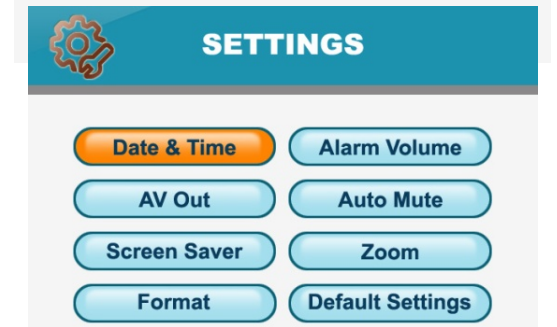 SETTINGS
Date & Time
Alarm Volume
AV Out
Auto Mute
Screen Saver
Zoom
Format
Default Settings